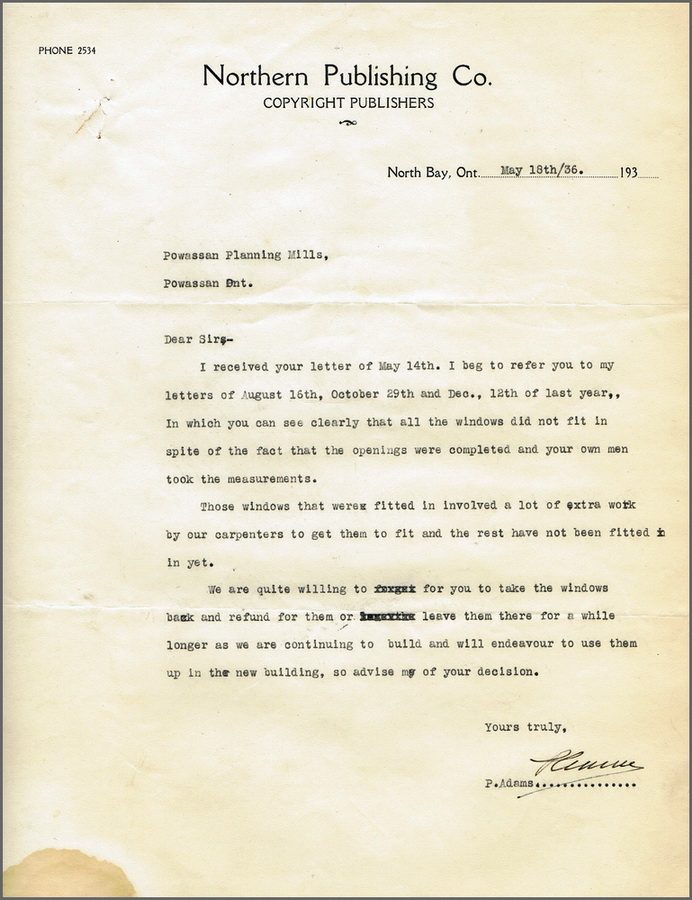 PHONE 2534
Northern Publishing Co.
COPYRIGHT PUBLISHERS
North Bay, Ont. May 18th/36. 193
Powassan Planning Mills,
Powassan Ont.
Dear Sirs-
I received your letter of May 14th. I beg to refer you to my
letters of August 16th, October 29th and Dec., 12th of last year,,
In which you can see clearly that all the windows did not fit in
spite of the fact that the openings were completed and your own men
took the measurements.
Those windows that were fitted in involved a lot of extra work
by our carpenters to get them to fit and the rest have not been fitted
in yet.
We are quite willing to for you to take the windows
back and refund for them or leave them there for a while
longer as we are continuing to build and will endeavour to use them
up in the new building, so advise my of your decision.
Yours truly,
P.Adams...............